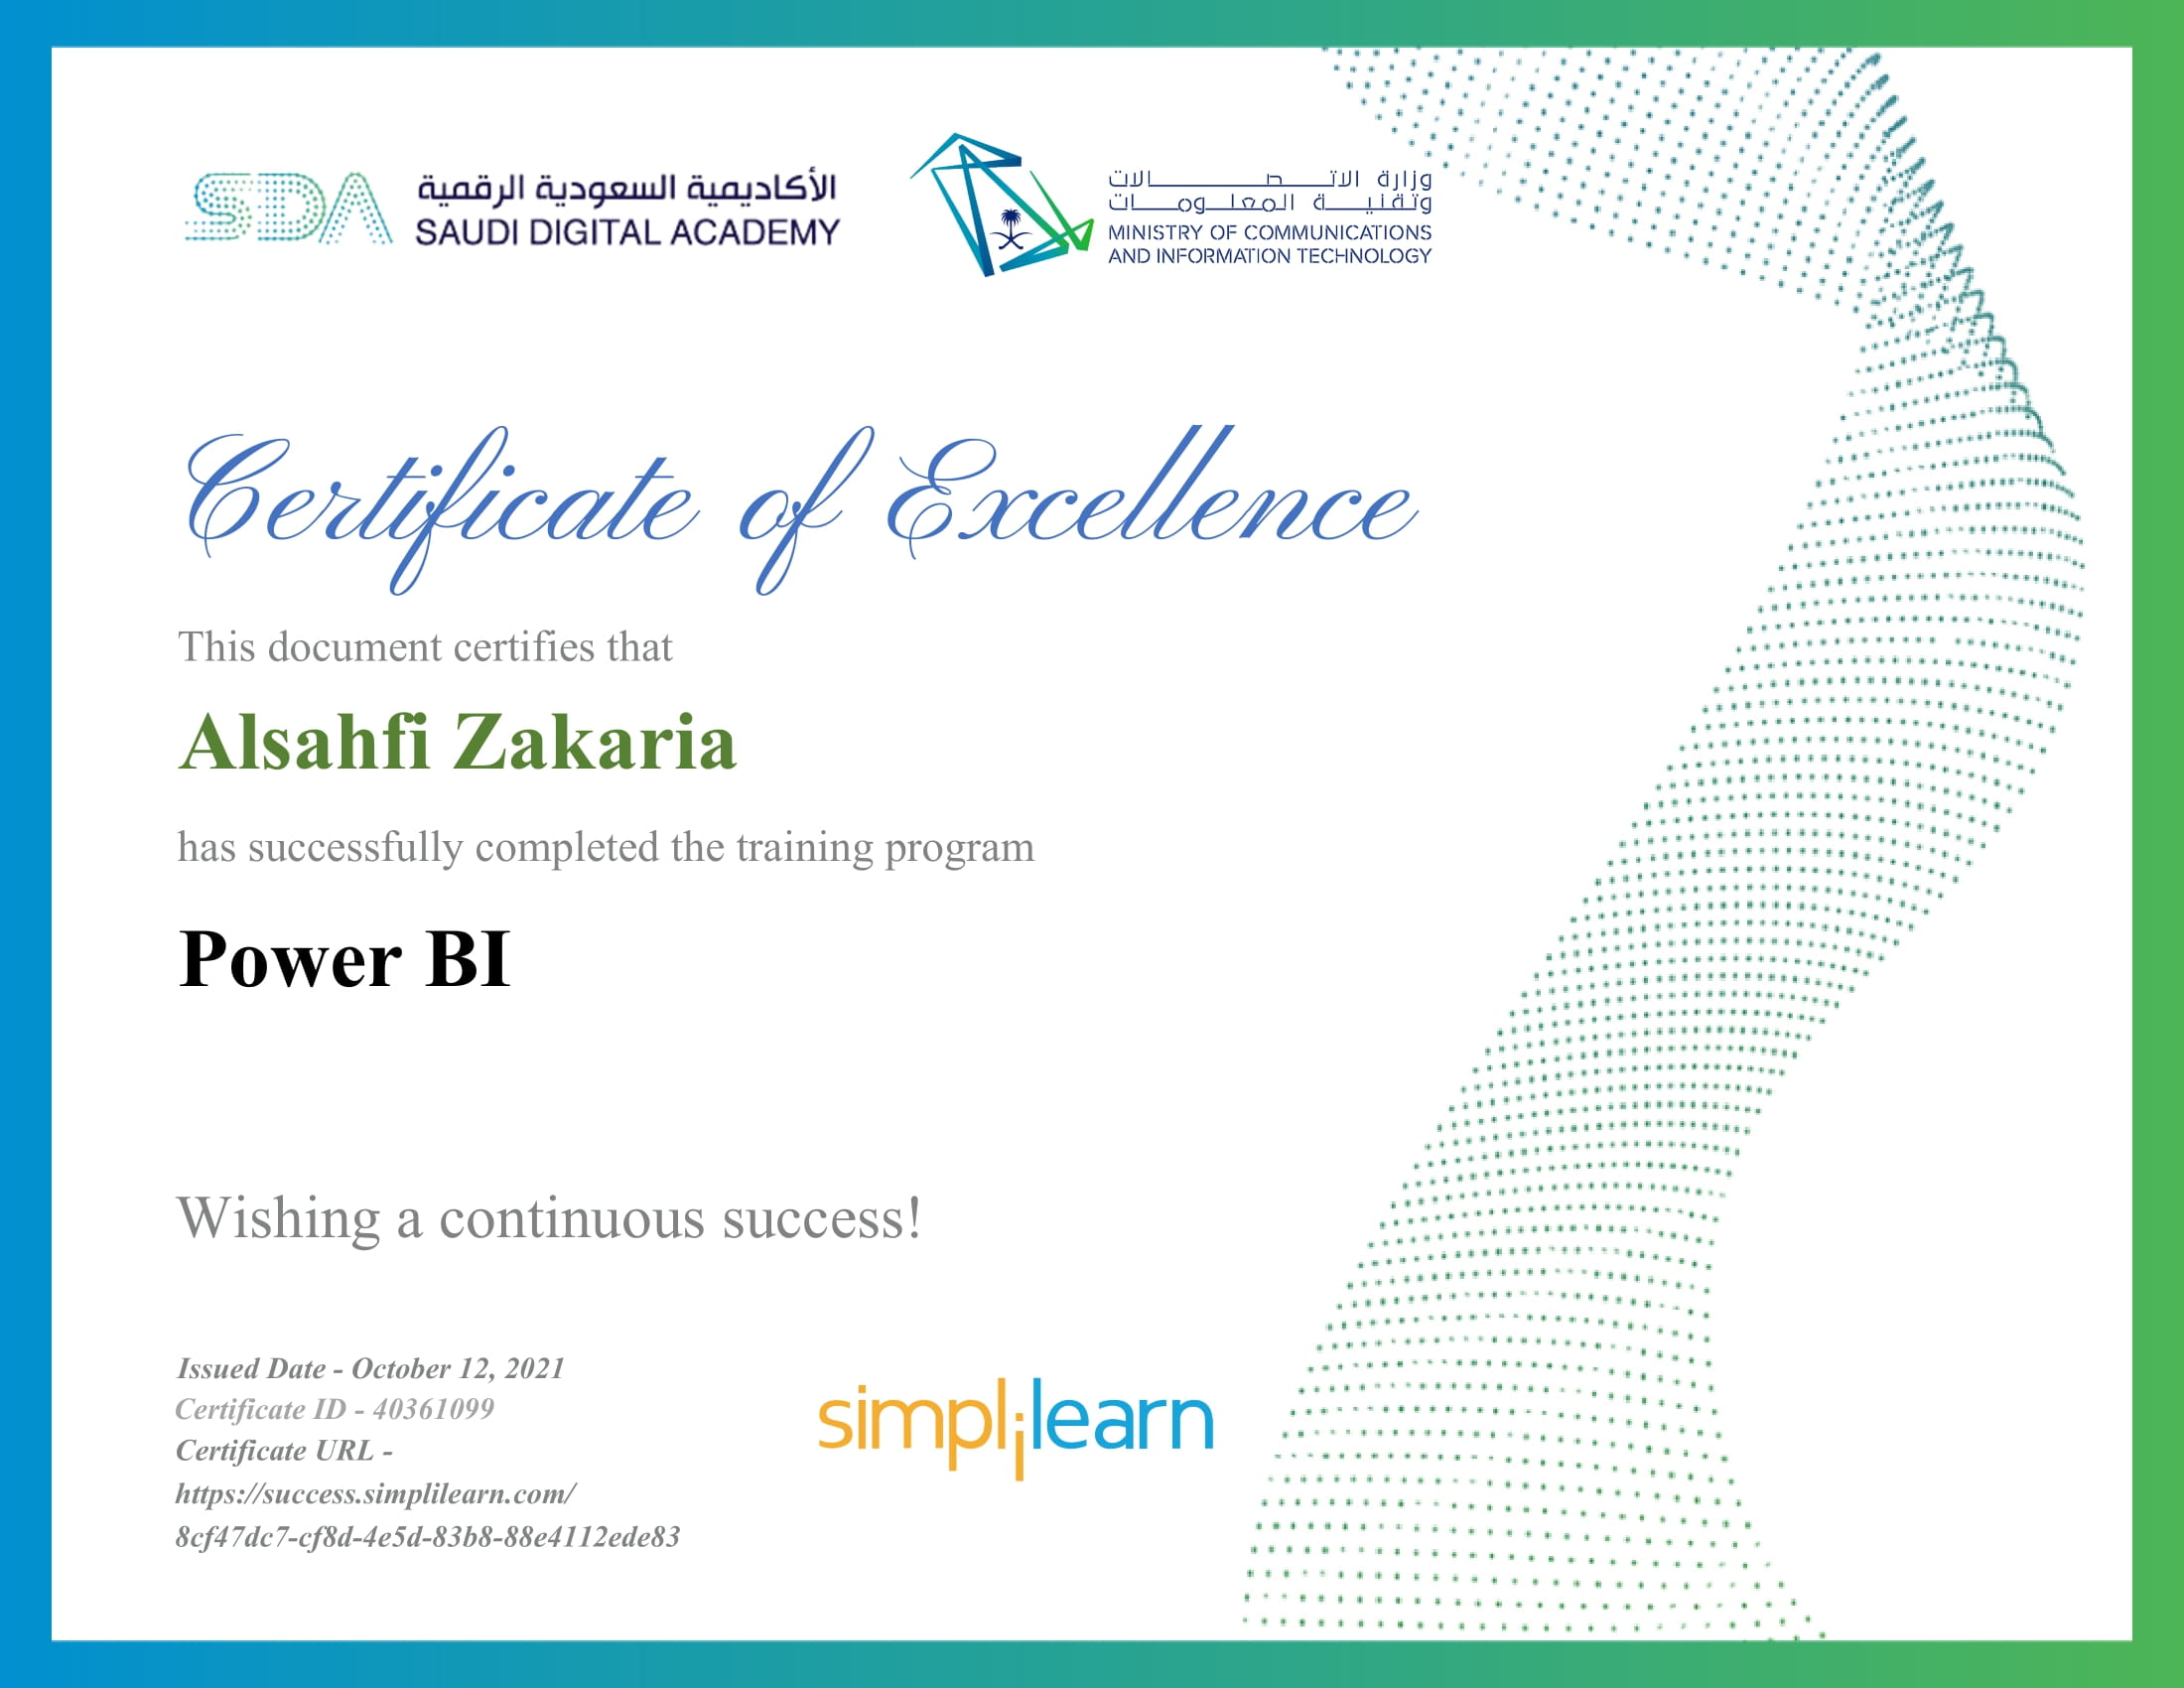 SDA
الأكاديمية السعودية الرقمية
SAUDI DIGITAL ACADEMY
وزارة الاتصالات
وتقنية المعلومات
MINISTRY OF COMMUNICATIONS
AND INFORMATION TECHNOLOGY
Certificate of Excellence
This document certifies that
Alsahfi Zakaria
has successfully completed the training program
Power BI
Wishing a continuous success!
Issued Date - October 12, 2021
Certificate ID - 40361099
Certificate URL -
https://success.simplilearn.com/
8cf47dc7-cf8d-4e5d-83b8-88e4112ede83
simplilearn